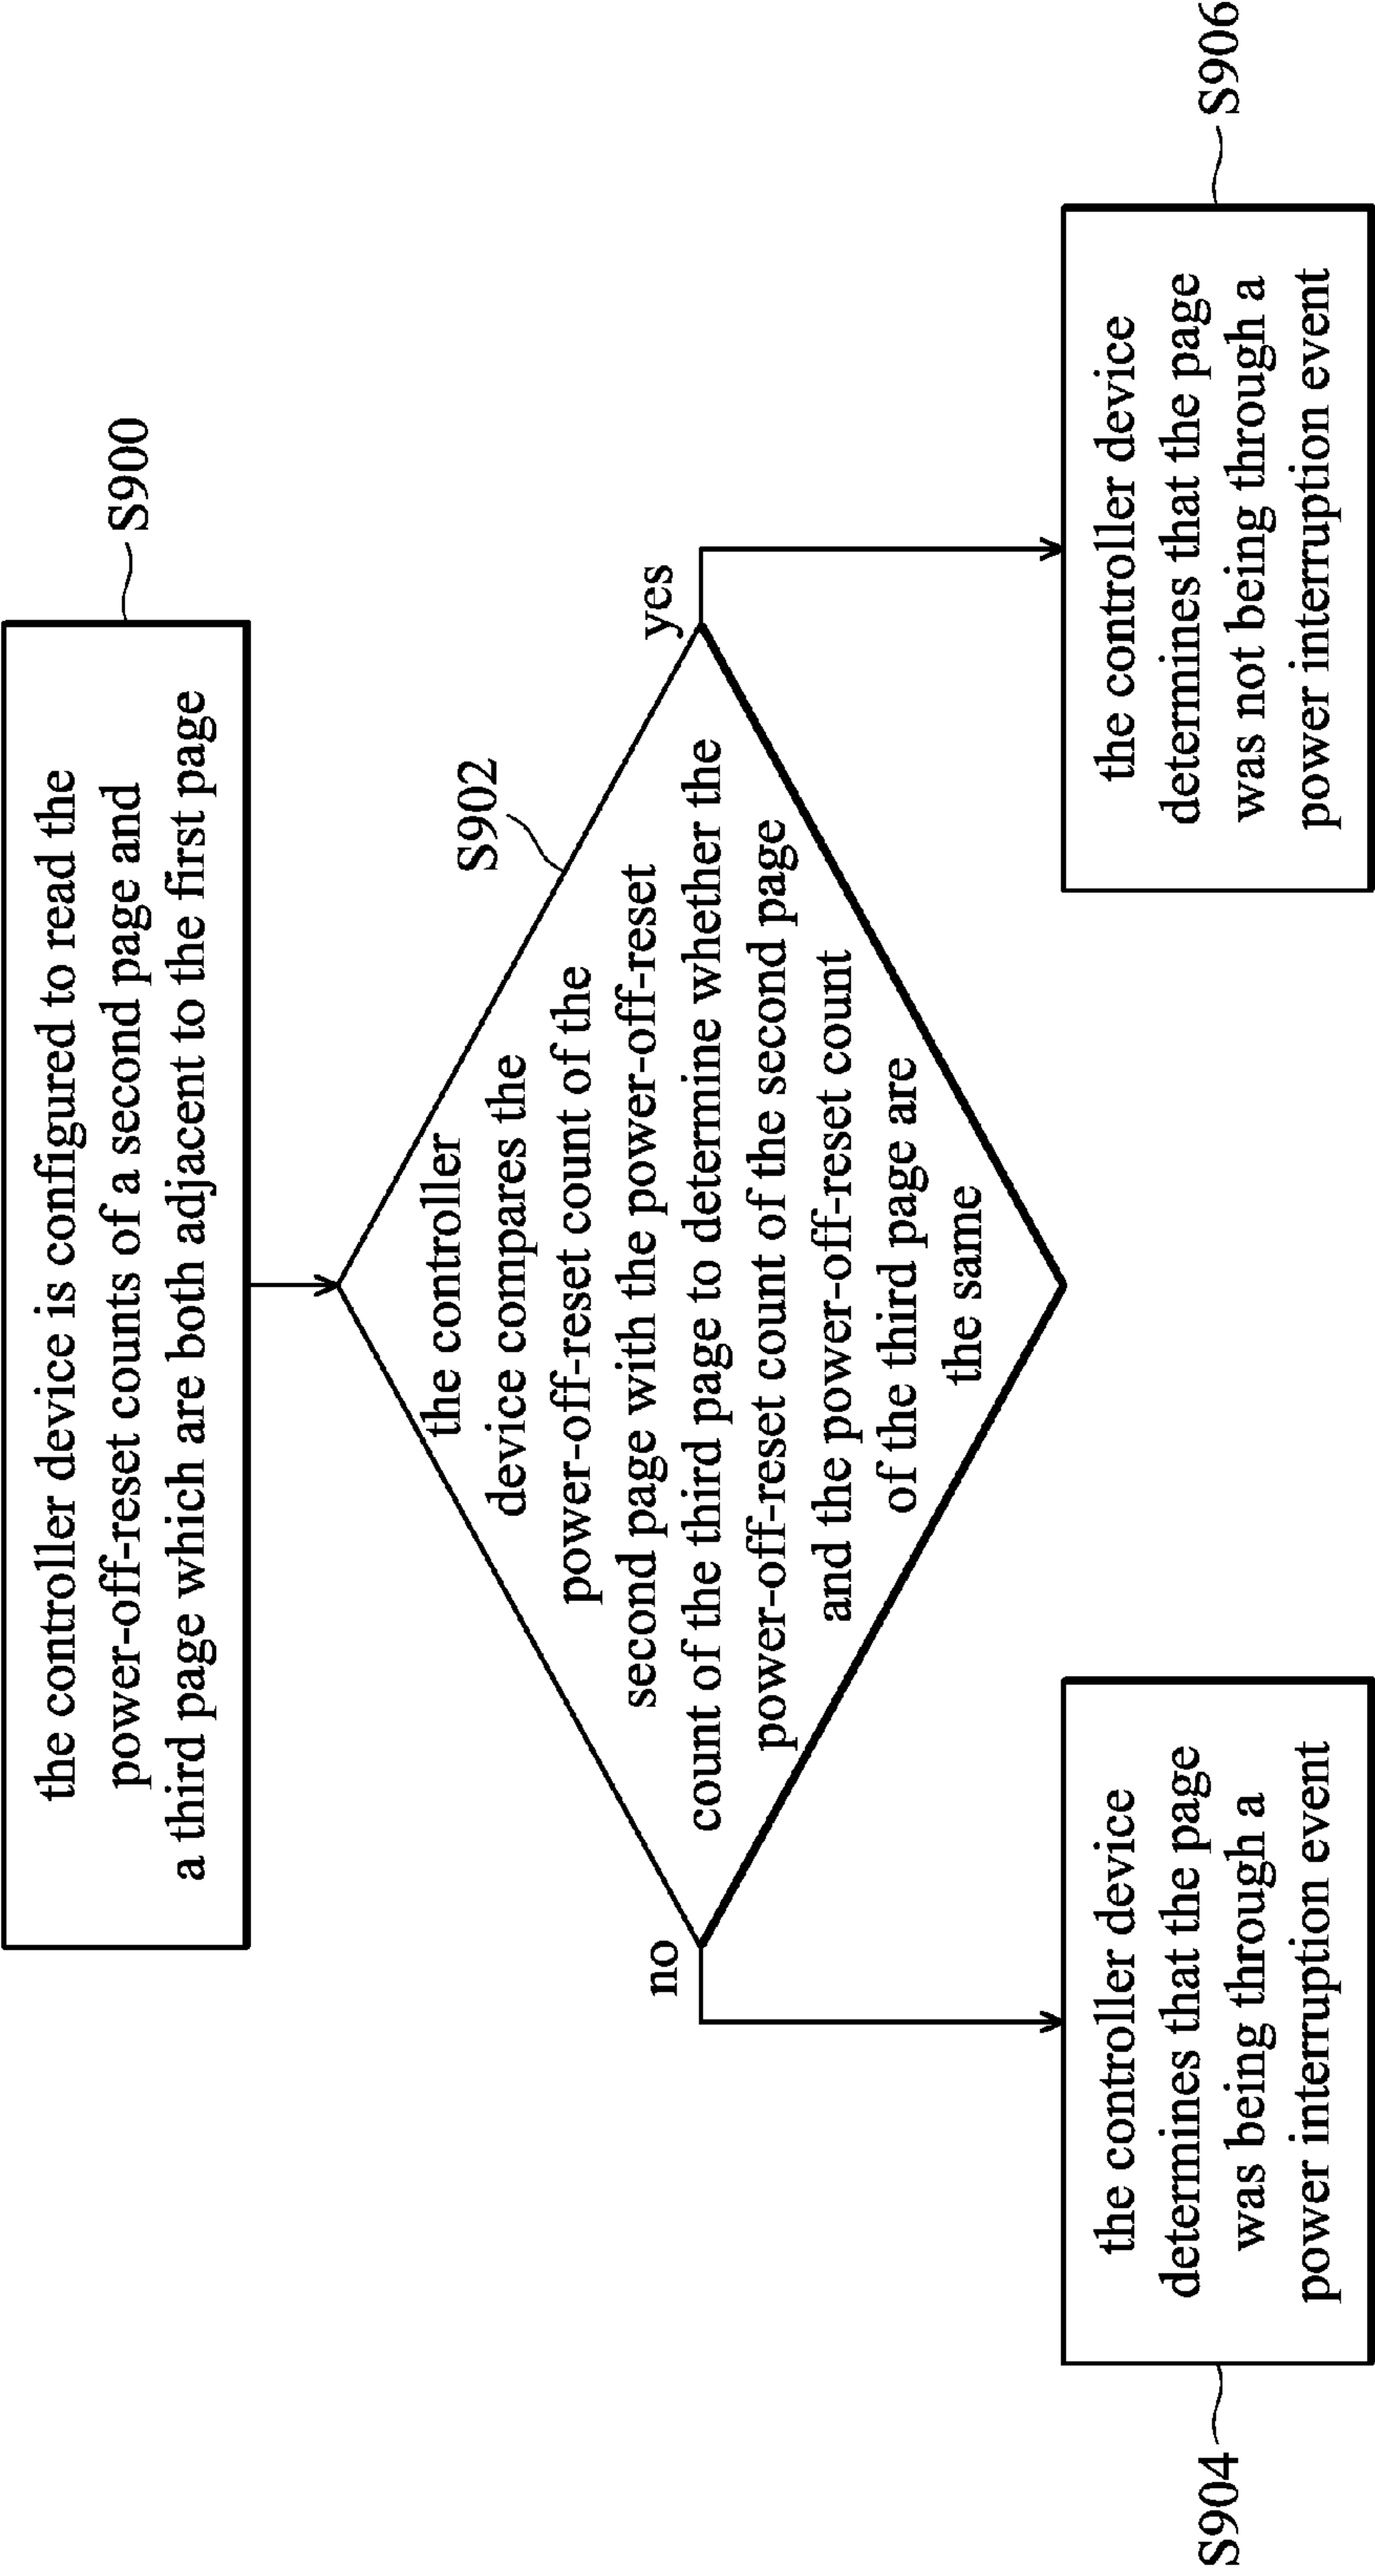 the controller device is configured to read the
power-off-reset counts of a second page and
a third page which are both adjacent to the first page
S900
S902
the controller
device compares the
power-off-reset count of the
second page with the power-off-reset
count of the third page to determine whether the
power-off-reset count of the second page
and the power-off-reset count
of the third page are
the same
no
yes
the controller device
determines that the page
was being through a
power interruption event
S904
the controller device
determines that the page
was not being through a
power interruption event
S906